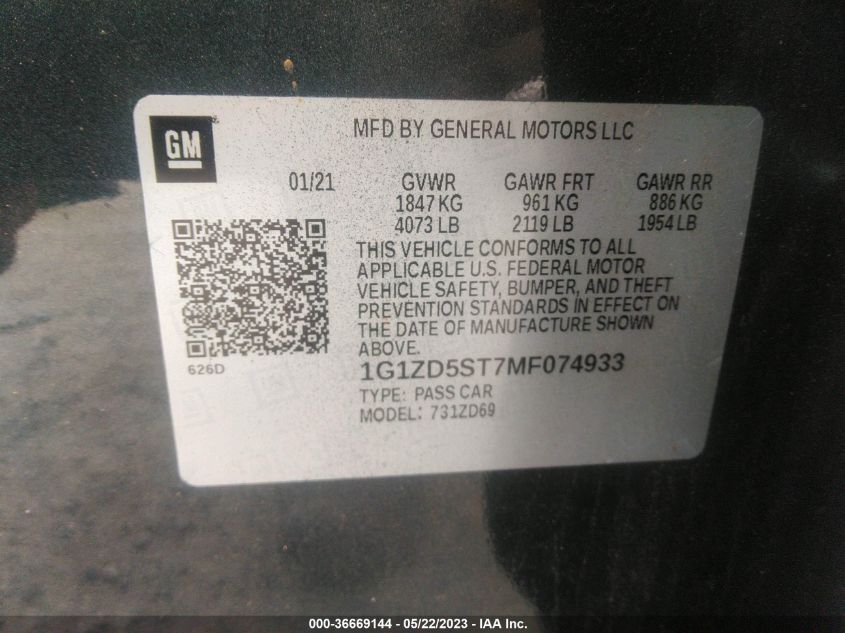 GM
MFD BY GENERAL MOTORS LLC
01/21 GVWR GAWR FRT GAWR RR
1847 KG 961 KG 886 KG
4073 LB 2119 LB 1954 LB
THIS VEHICLE CONFORMS TO ALL
APPLICABLE U.S. FEDERAL MOTOR
VEHICLE SAFETY, BUMPER, AND THEFT
PREVENTION STANDARDS IN EFFECT ON
THE DATE OF MANUFACTURE SHOWN
ABOVE.
626D
1G1ZD5ST7MF074933
TYPE: PASS CAR
MODEL: 731ZD69
000-36669144 - 05/22/2023 - IAA Inc.